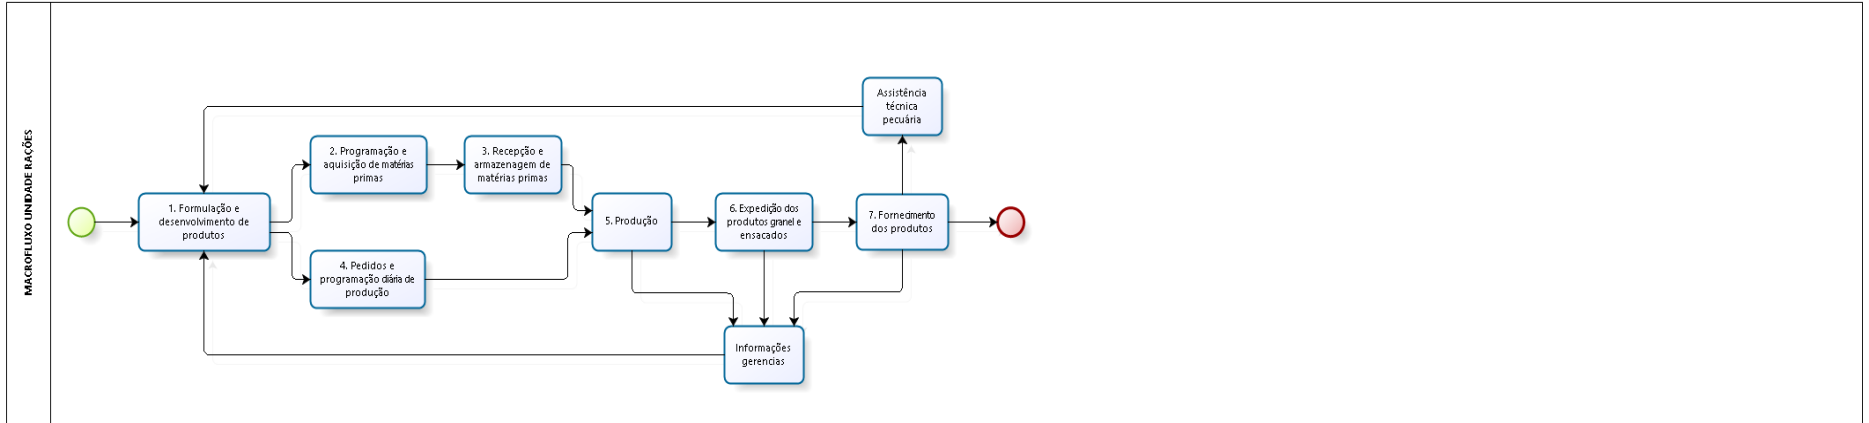 MACROFLUXO UNIDADE RAÇÕES
Assistência
técnica
pecuária
2. Programação e
aquisição de matérias
primas
3. Recepção e
armazenagem de
matérias primas
1. Formulação e
desenvolvimento de
produtos
5. Produção
6. Expedição dos
produtos granel e
ensacados
7. Fornecimento
dos produtos
4. Pedidos e
programação diária de
produção
Informações
gerencias